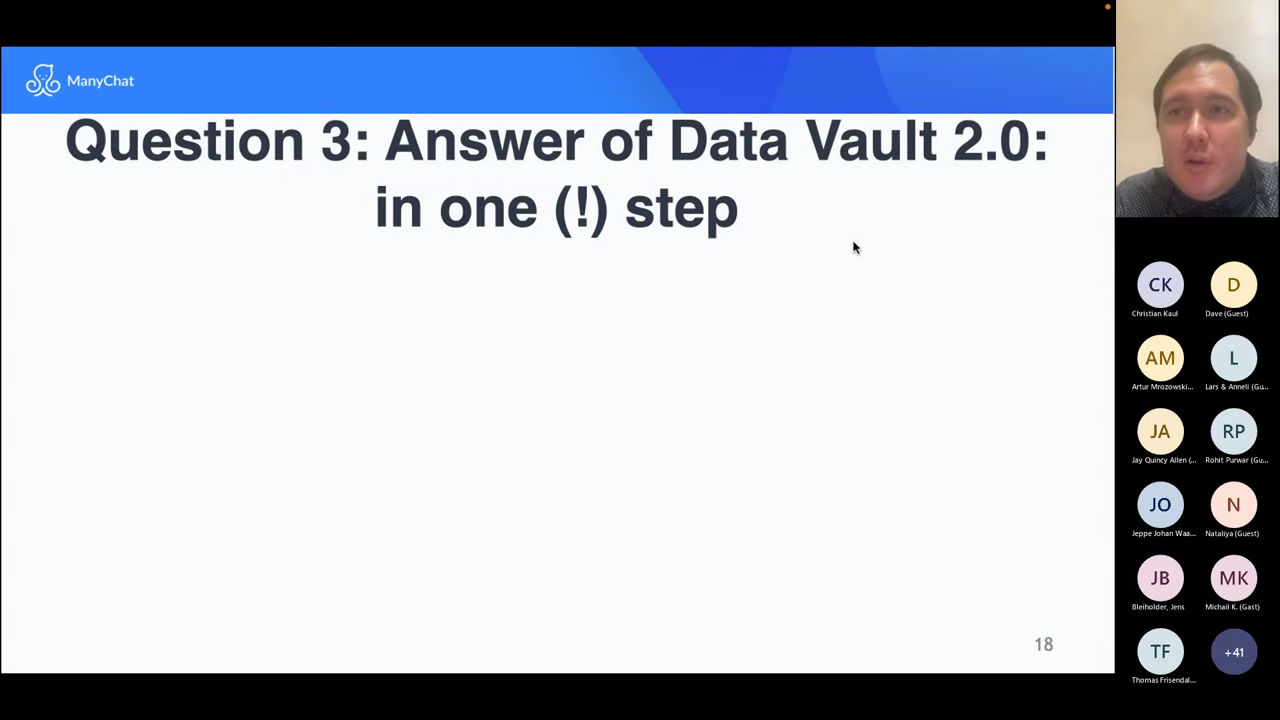 ManyChat
Question 3: Answer of Data Vault 2.0:
in one (!) step
18
CK
Christian Kaul
D
Dave (Guest)
AM
Artur Mrozowski...
L
Lars & Anneli (Gu...
JA
Jay Quincy Allen (...
RP
Rohit Purwar (Gu...
JO
Jeppe Johan Waa...
N
Nataliya (Guest)
JB
Bleiholder, Jens
MK
Michail K. (Gast)
TF
Thomas Frisendal...
+41